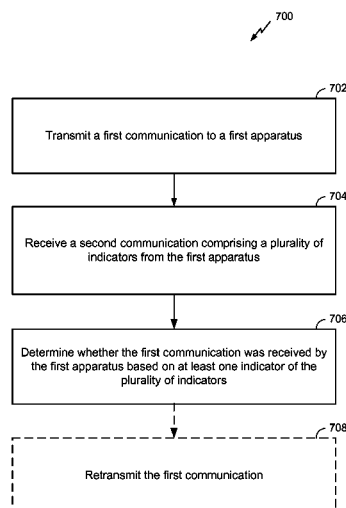 700
702
Transmit a first communication to a first apparatus
704
Receive a second communication comprising a plurality of
indicators from the first apparatus
706
Determine whether the first communication was received by
the first apparatus based on at least one indicator of the
plurality of indicators
708
Retransmit the first communication